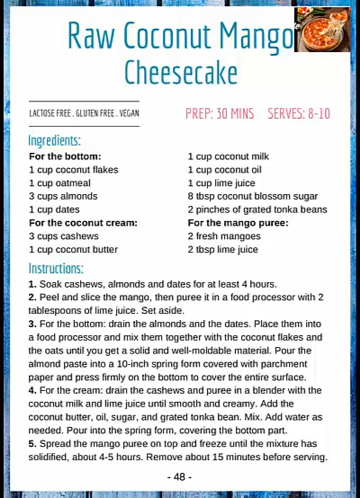 Raw Coconut Mango
Cheesecake
LACTOSE FREE . GLUTEN FREE . VEGAN
PREP: 30 MINS SERVES: 8-10
Ingredients:
For the bottom:
1 cup coconut flakes
1 cup oatmeal
3 cups almonds
1 cup dates
For the coconut cream:
3 cups cashews
1 cup coconut butter
1 cup coconut milk
1 cup coconut oil
1 cup lime juice
8 tbsp coconut blossom sugar
2 pinches of grated tonka beans
For the mango puree:
2 fresh mangoes
2 tbsp lime juice
Instructions:
1. Soak cashews, almonds and dates for at least 4 hours.
2. Peel and slice the mango, then puree it in a food processor with 2
tablespoons of lime juice. Set aside.
3. For the bottom: drain the almonds and the dates. Place them into
a food processor and mix them together with the coconut flakes and
the oats until you get a solid and well-moldable material. Pour the
almond paste into a 10-inch spring form covered with parchment
paper and press firmly on the bottom to cover the entire surface.
4. For the cream: drain the cashews and puree in a blender with the
coconut milk and lime juice until smooth and creamy. Add the
coconut butter, oil, sugar, and grated tonka bean. Mix. Add water as
needed. Pour into the spring form, covering the bottom part.
5. Spread the mango puree on top and freeze until the mixture has
solidified, about 4-5 hours. Remove about 15 minutes before serving.
- 48 -